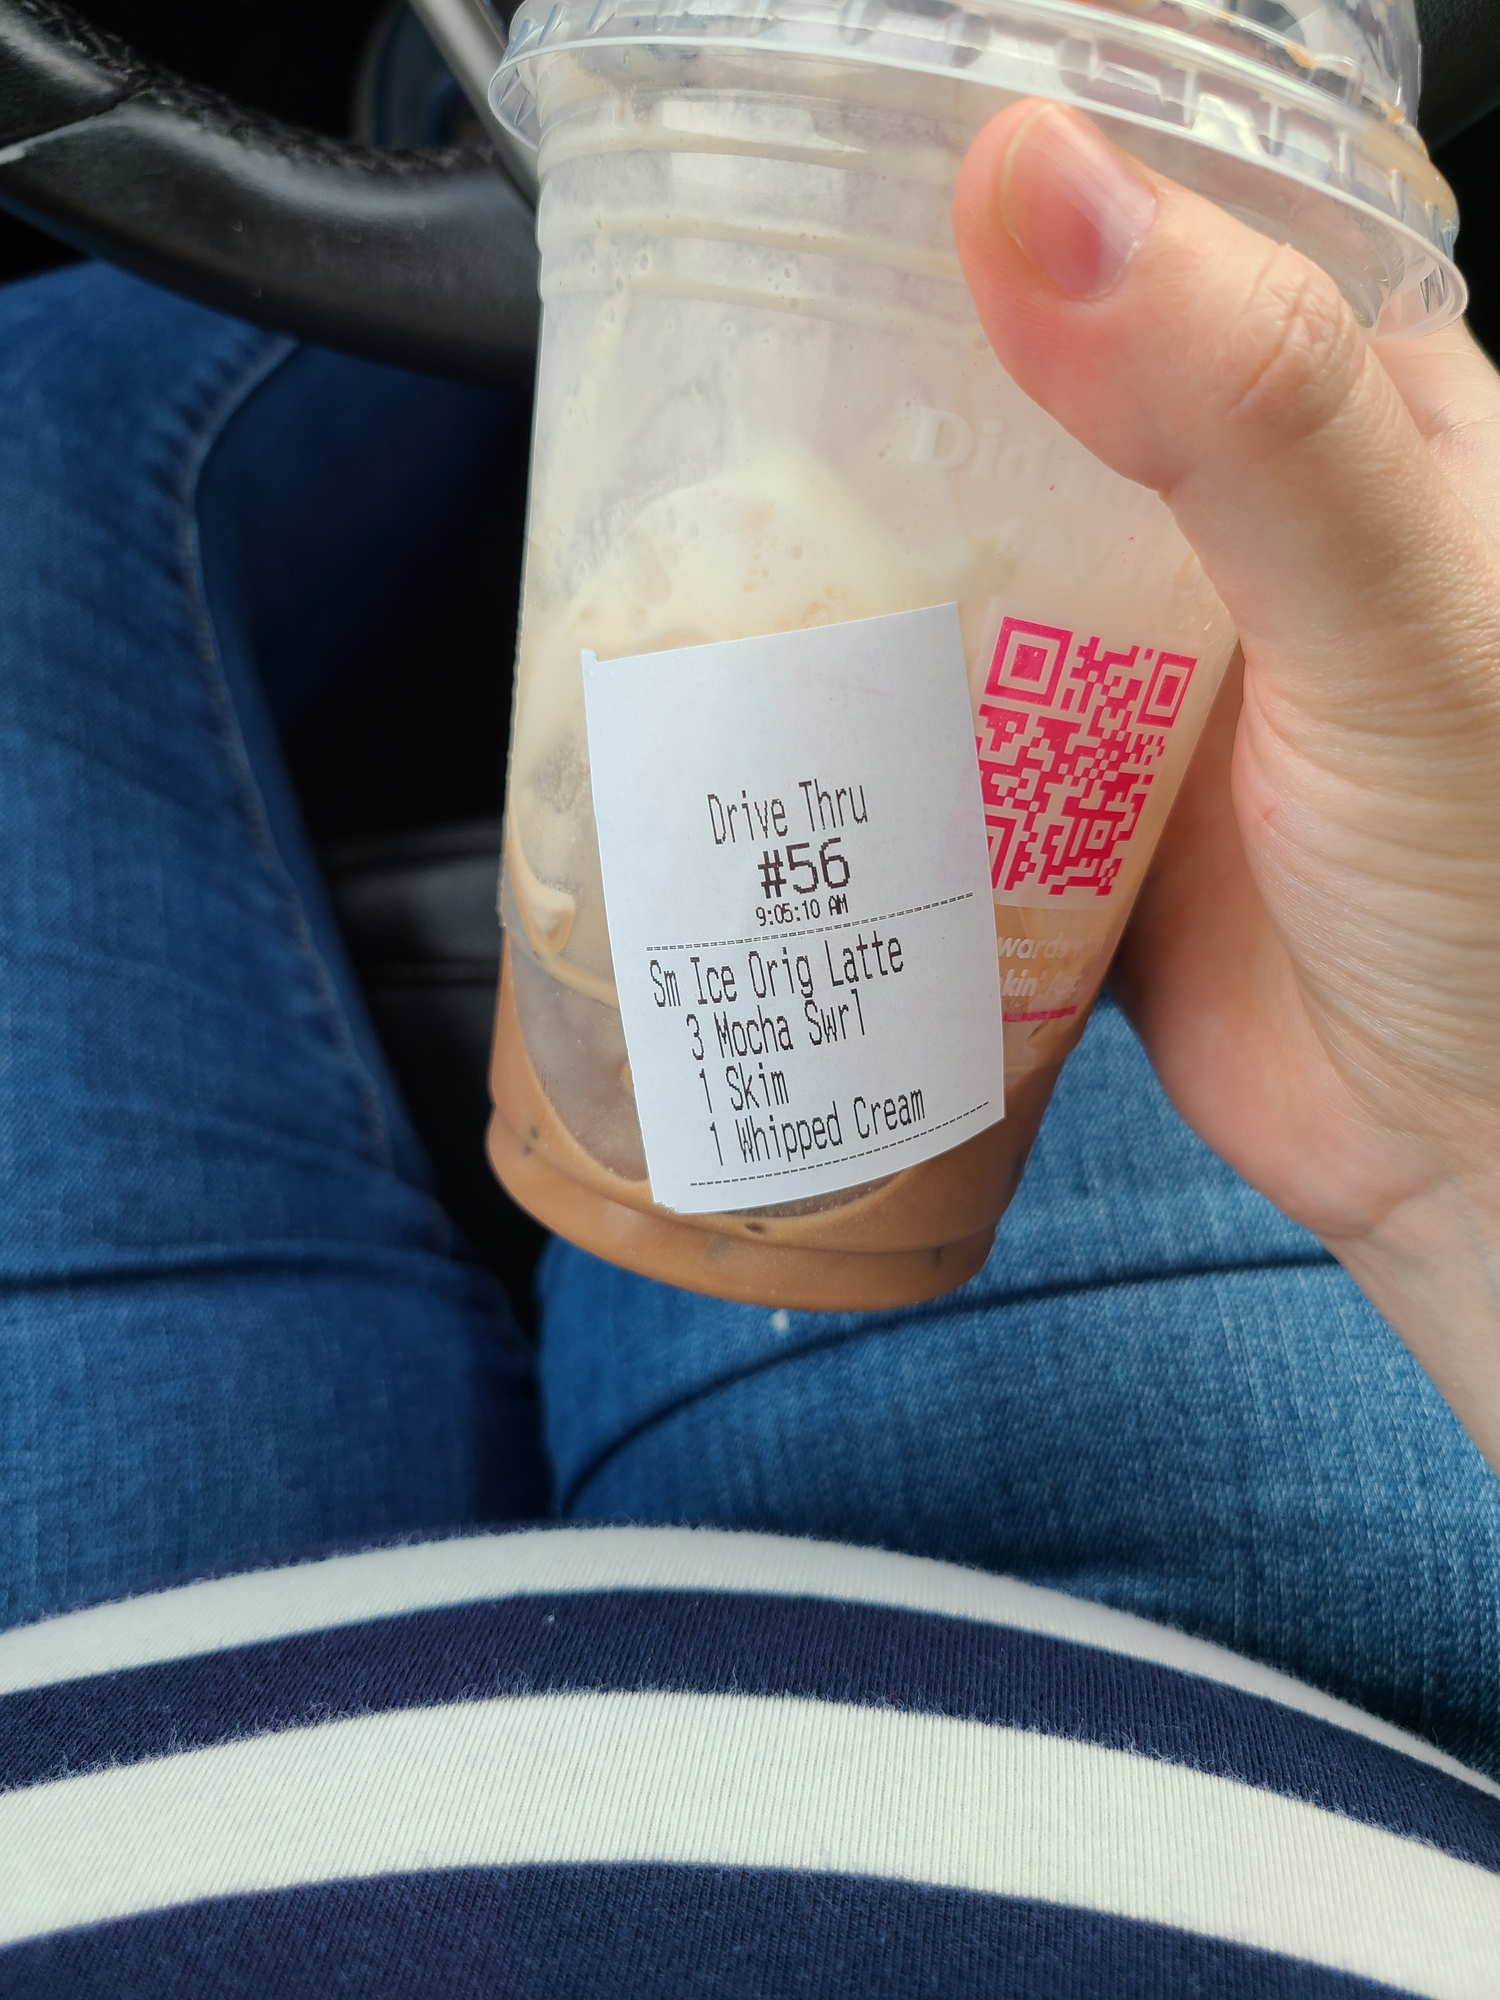 Drive Thru
#56
9:05:10 AM
Sm Ice Orig Latte
3 Mocha Swrl
1 Skim
1 Whipped Cream
Did